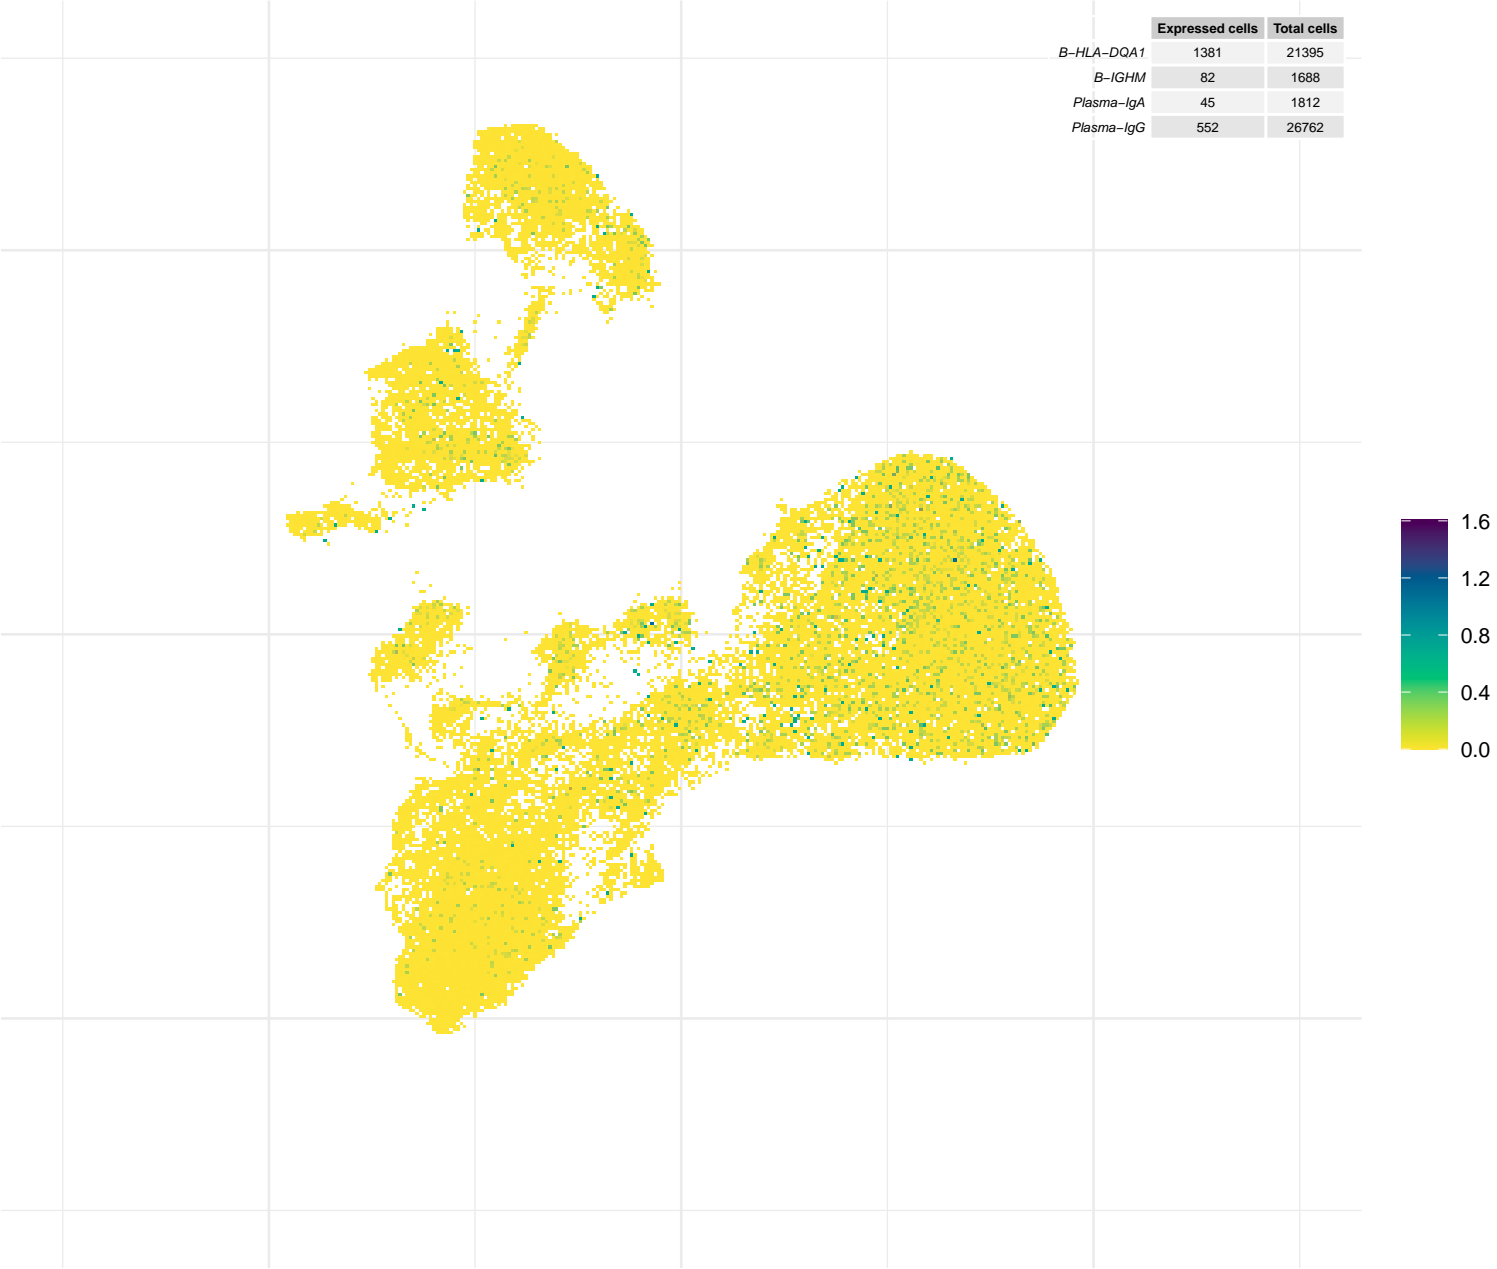 Expressed cells Total cells
B−HLA−DQA1 1381 21395
B−IGHM 82 1688
Plasma−IgA 45 1812
Plasma−IgG 552 26762
1.6
1.2
0.8
0.4
0.0